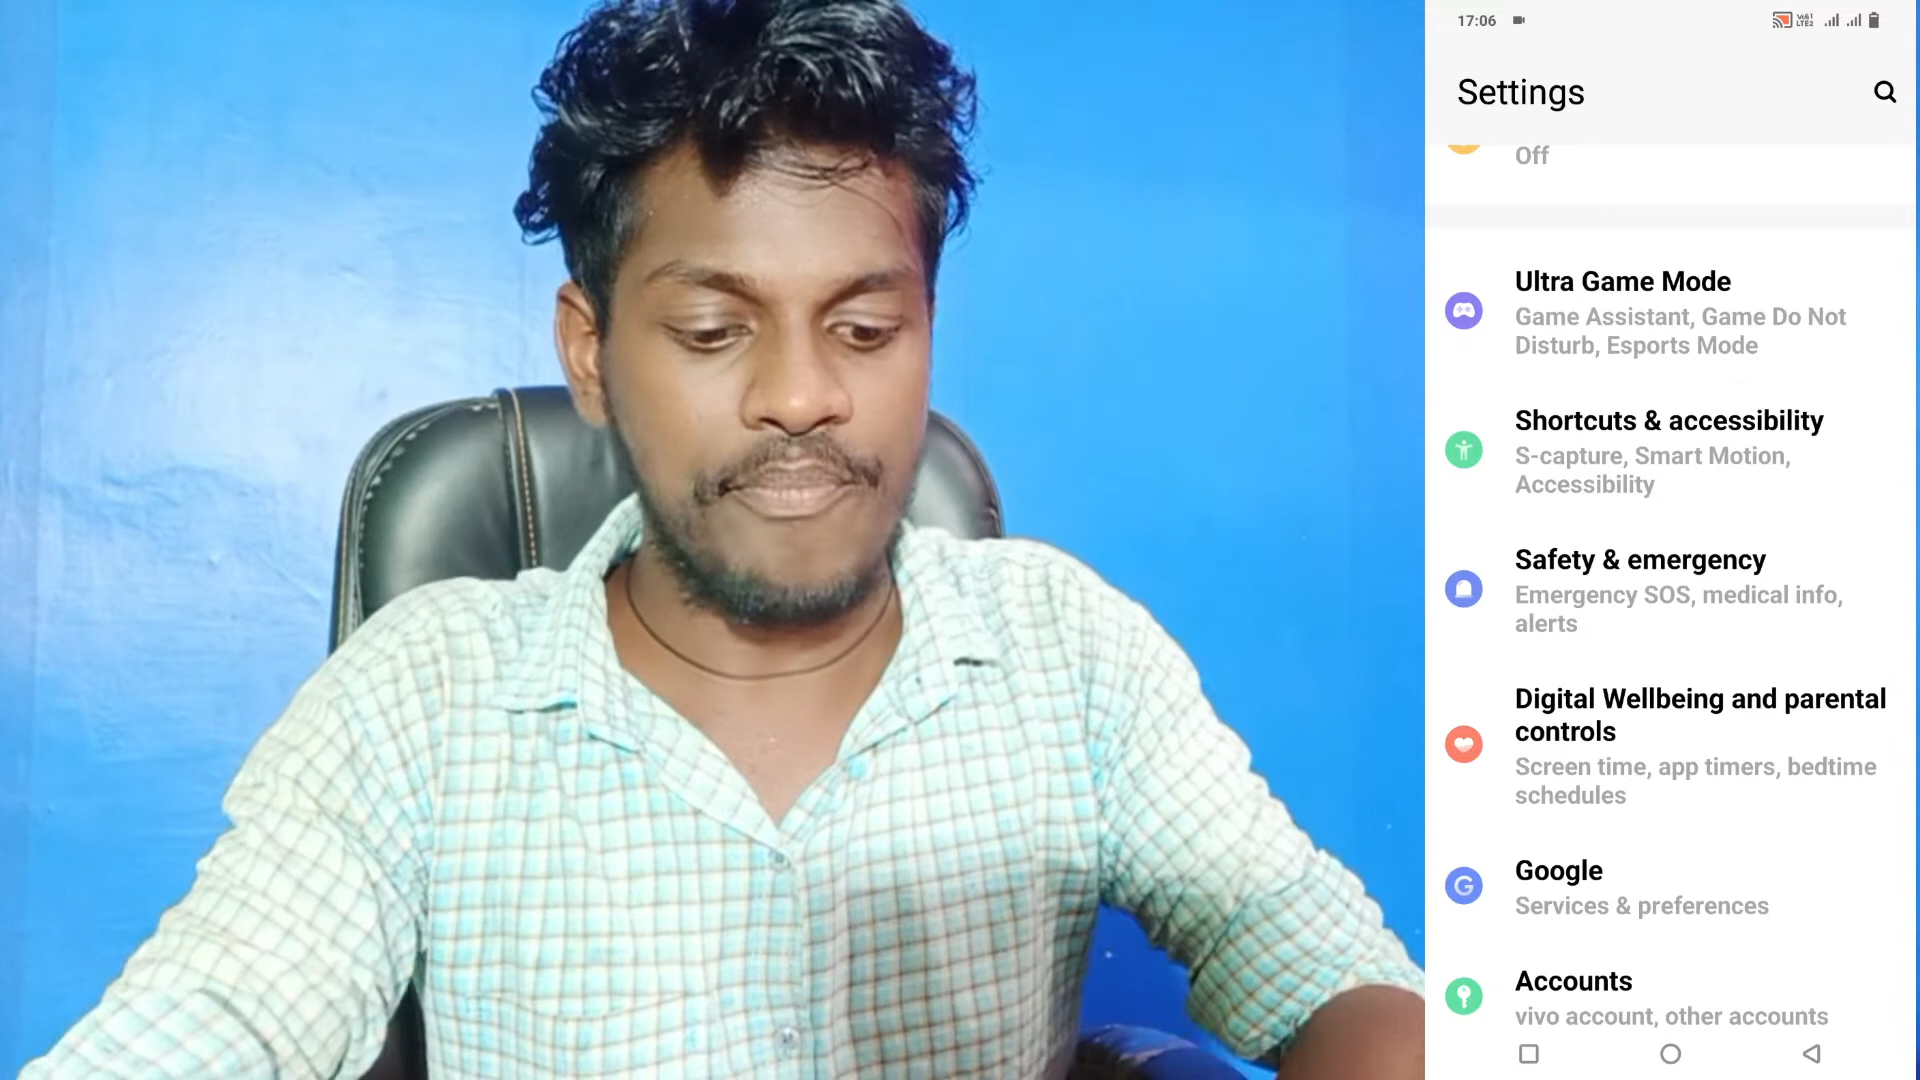 17:06
Settings
Off
Ultra Game Mode
Game Assistant, Game Do Not
Disturb, Esports Mode
Shortcuts & accessibility
S-capture, Smart Motion,
Accessibility
Safety & emergency
Emergency SOS, medical info,
alerts
Digital Wellbeing and parental
controls
Screen time, app timers, bedtime
schedules
Google
Services & preferences
Accounts
vivo account, other accounts